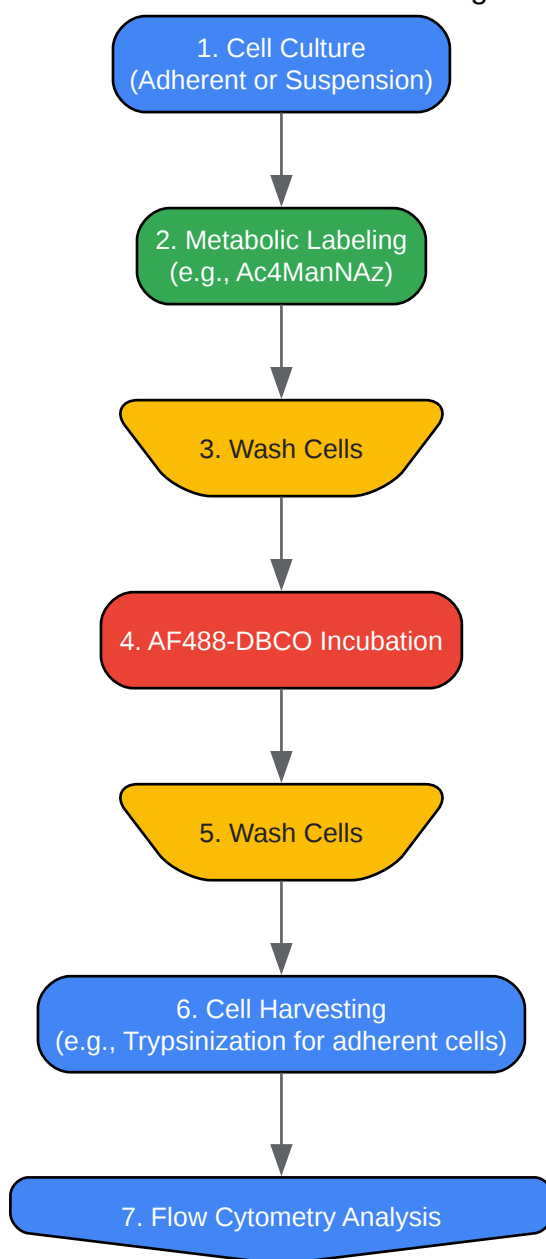 1. Cell Culture
(Adherent or Suspension)
2. Metabolic Labeling
(e.g., Ac4ManNAz)
3. Wash Cells
4. AF488-DBCO Incubation
5. Wash Cells
6. Cell Harvesting
(e.g., Trypsinization for adherent cells)
7. Flow Cytometry Analysis